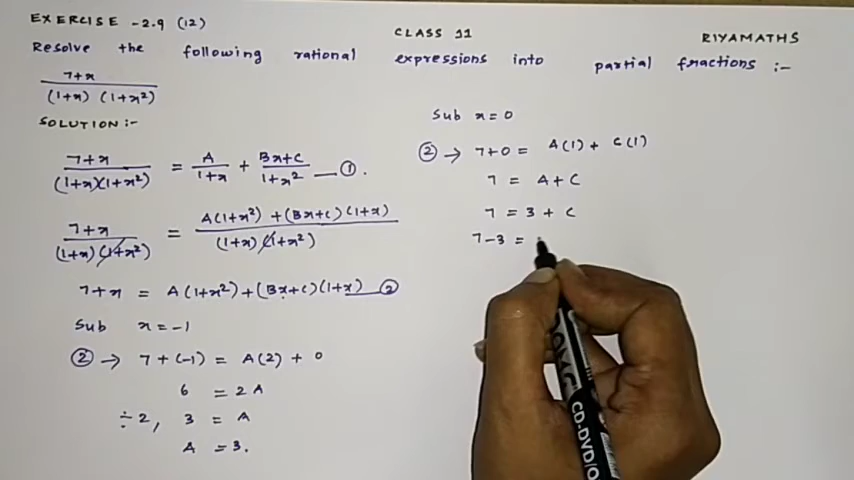 EXERCISE - 2.9 (12)
CLASS 11
RIYAMATHS
Resolve the following rational expressions into partial fractions :-
7+x / (1+x) (1+x²)
SOLUTION :-
7+x / (1+x)(1+x²) = A / 1+x + Bx+C / 1+x² — ①.
7+x / (1+x)(1+x²) = A(1+x²) + (Bx+C)(1+x) / (1+x)(1+x²)
7+x = A(1+x²) + (Bx+C)(1+x) — ②
Sub x = -1
② → 7 + (-1) = A(2) + 0
6 = 2A
÷2, 3 = A
A = 3.
Sub x = 0
② → 7+0 = A(1) + C(1)
7 = A + C
7 = 3 + C
7-3 =